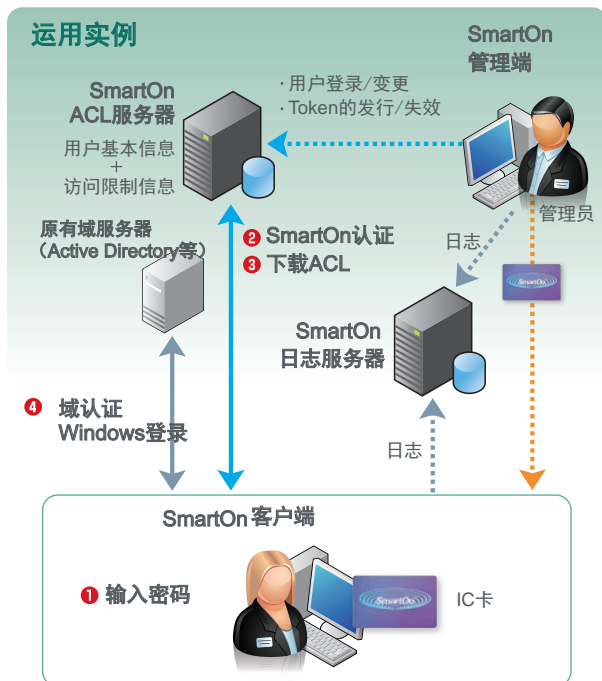 运用实例
SmartOn
管理端
SmartOn
ACL服务器
用户基本信息
+
访问限制信息
·用户登录/变更
·Token的发行/失效
管理员
原有域服务器
（Active Directory等）
❷ SmartOn认证
❸ 下载ACL
日志
SmartOn
SmartOn
日志服务器
❹ 域认证
Windows登录
日志
SmartOn 客户端
❶ 输入密码
SmartOn
IC卡